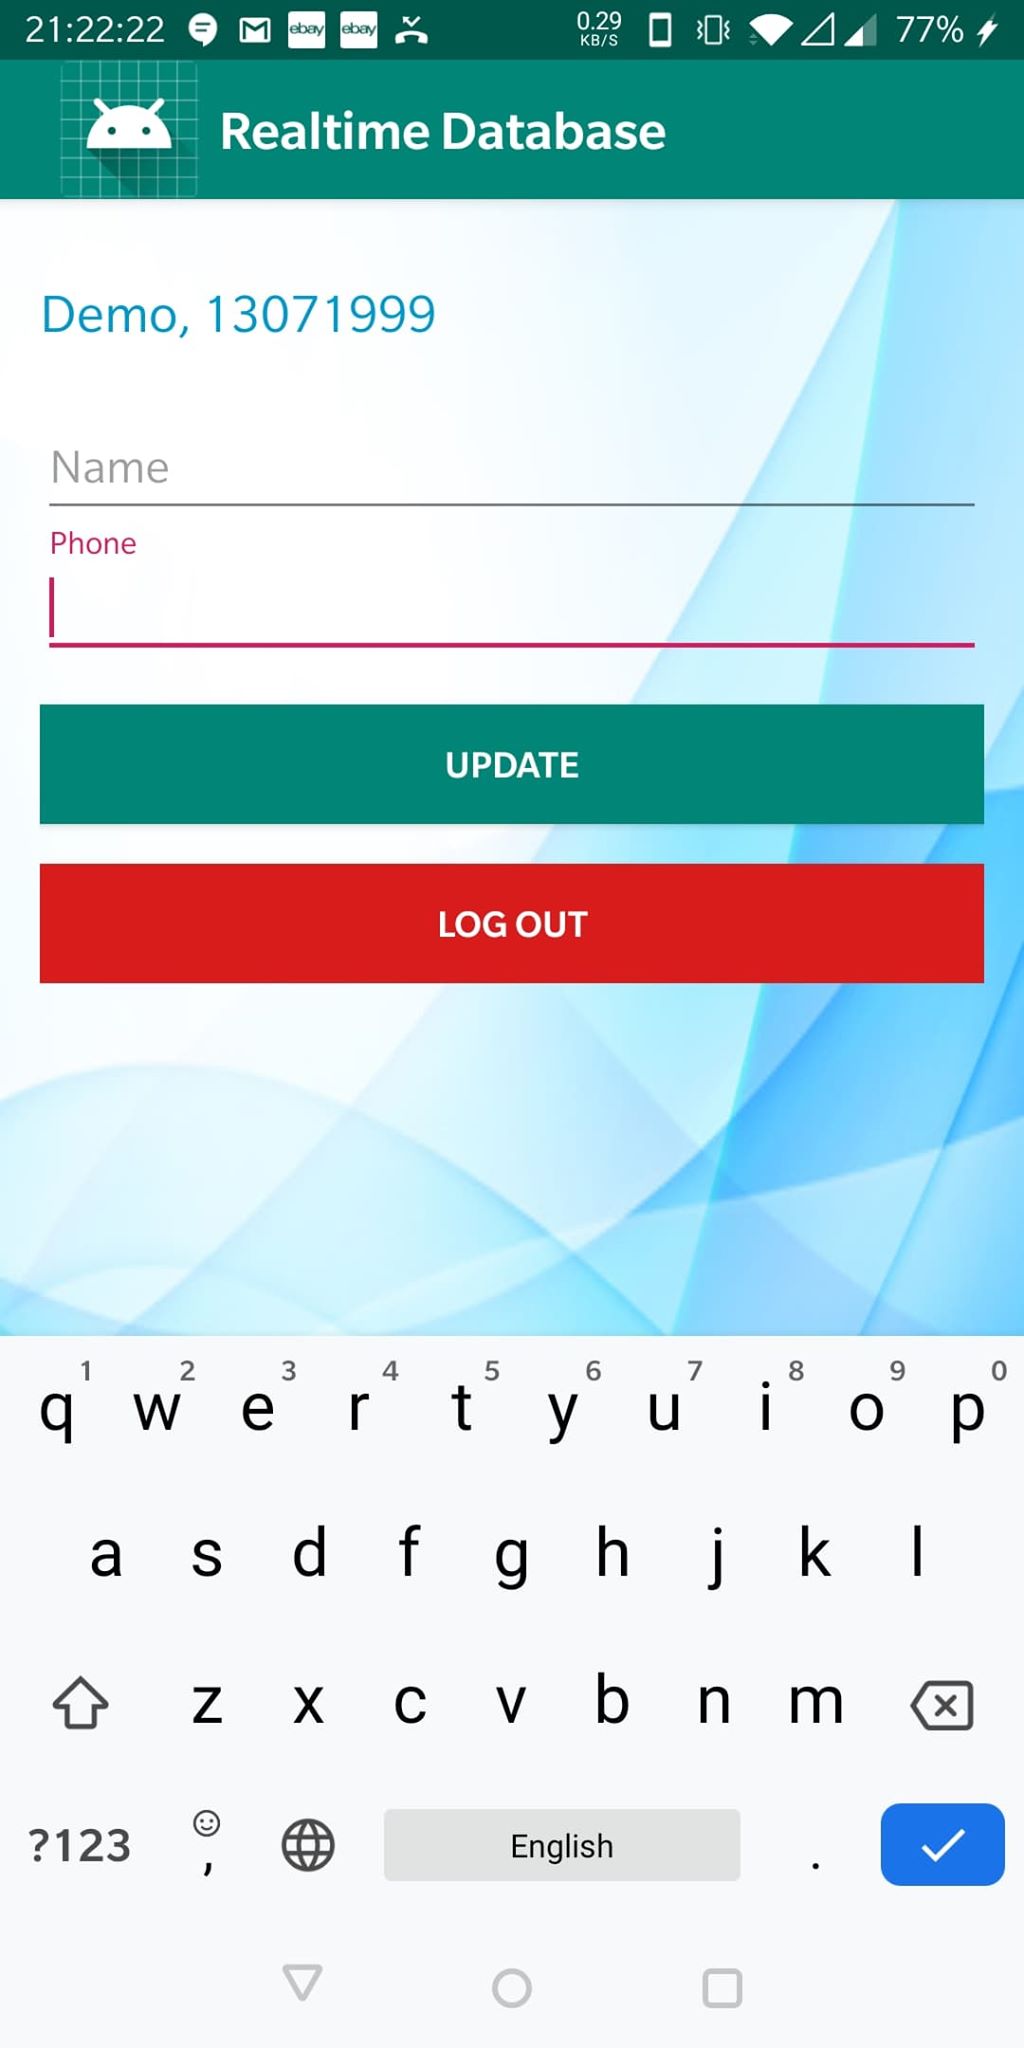 21:22:22 ebay ebay 0.29 KB/S 77%
Realtime Database
Demo, 13071999
Name
Phone
UPDATE
LOG OUT
1 2 3 4 5 6 7 8 9 0
q w e r t y u i o p
a s d f g h j k l
z x c v b n m
?123 , English .